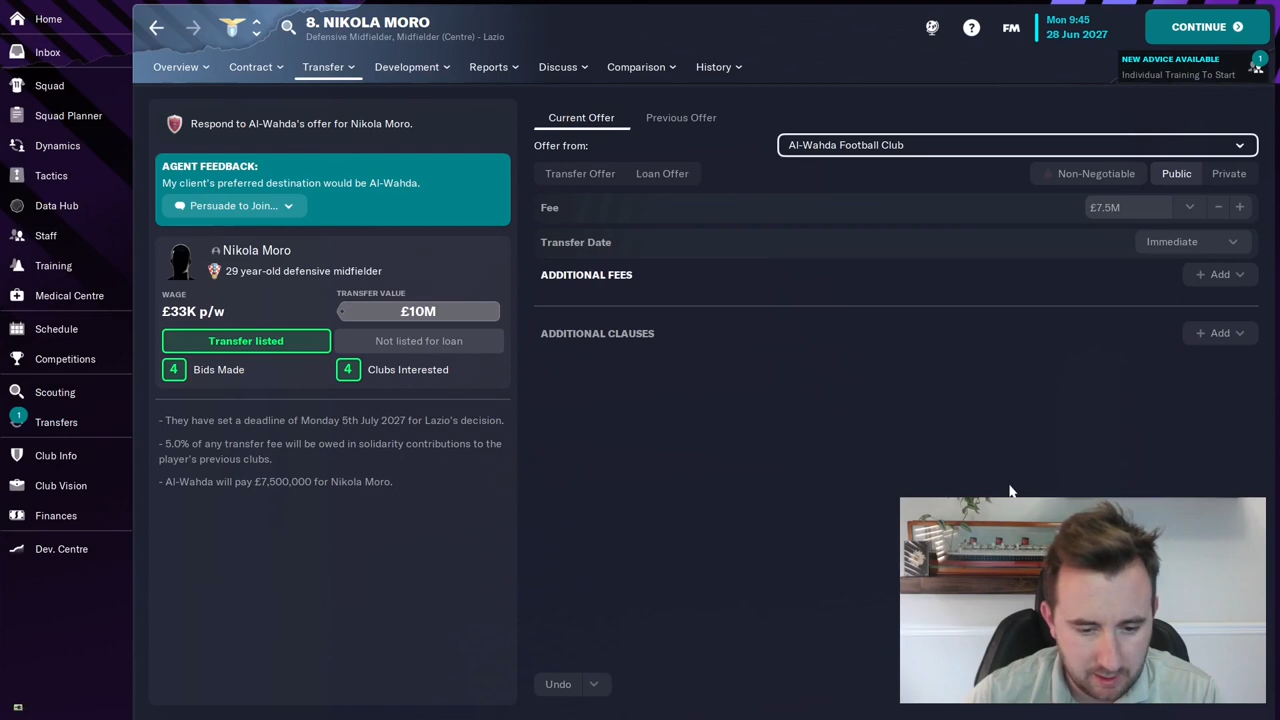 8. NIKOLA MORO
Defensive Midfielder, Midfielder (Centre) - Lazio
FM
Mon 9:45
28 Jun 2027
CONTINUE
NEW ADVICE AVAILABLE
1
Individual Training To Start
Home
Inbox
Squad
Squad Planner
Dynamics
Tactics
Data Hub
Staff
Training
Medical Centre
Schedule
Competitions
Scouting
1
Transfers
Club Info
Club Vision
Finances
Dev. Centre
Overview
Contract
Transfer
Development
Reports
Discuss
Comparison
History
Respond to Al-Wahda's offer for Nikola Moro.
AGENT FEEDBACK:
My client's preferred destination would be Al-Wahda.
Persuade to Join...
Nikola Moro
29 year-old defensive midfielder
WAGE
£33K p/w
TRANSFER VALUE
£10M
Transfer listed
Not listed for loan
4 Bids Made
4 Clubs Interested
- They have set a deadline of Monday 5th July 2027 for Lazio's decision.
- 5.0% of any transfer fee will be owed in solidarity contributions to the
player's previous clubs.
- Al-Wahda will pay £7,500,000 for Nikola Moro.
Current Offer
Previous Offer
Offer from:
Al-Wahda Football Club
Transfer Offer
Loan Offer
Non-Negotiable
Public
Private
Fee
£7.5M
Transfer Date
Immediate
ADDITIONAL FEES
+ Add
ADDITIONAL CLAUSES
+ Add
Undo